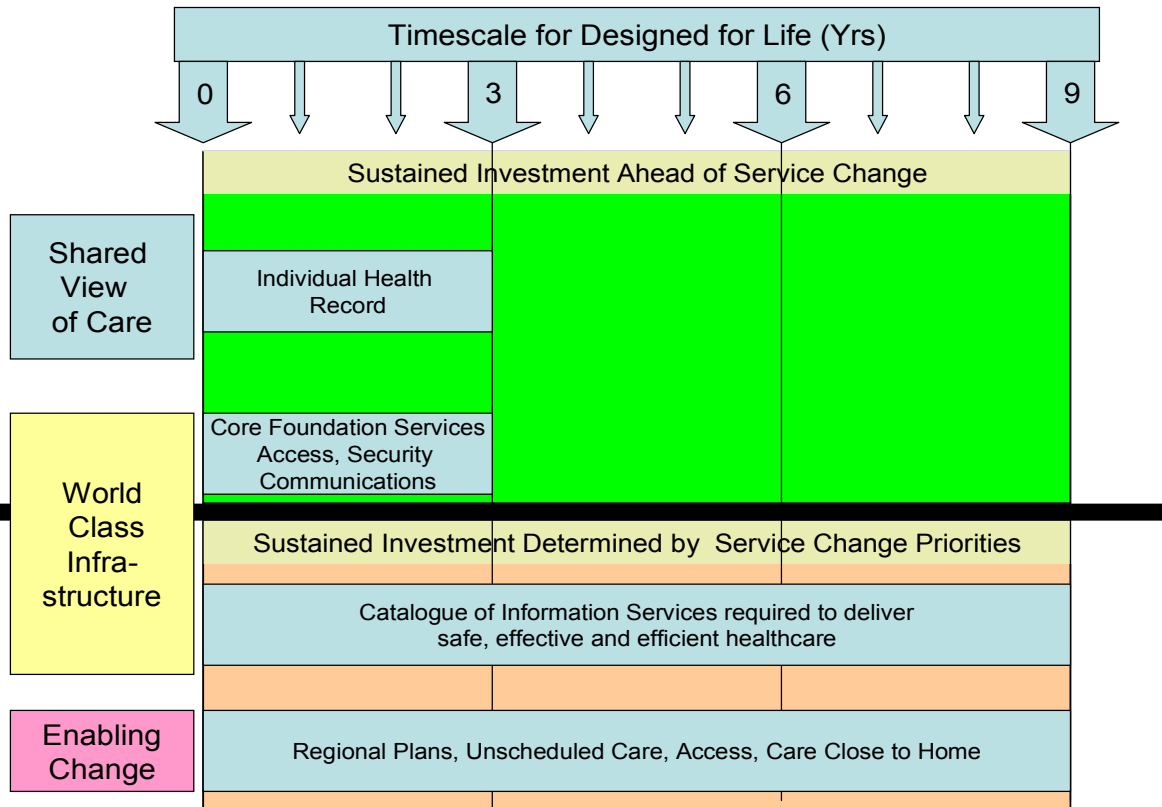 Timescale for Designed for Life (Yrs)
0
3
6
9
Sustained Investment Ahead of Service Change
Shared
View
of Care
Individual Health
Record
Core Foundation Services
Access, Security
Communications
World
Class
Infra-
structure
Sustained Investment Determined by Service Change Priorities
Catalogue of Information Services required to deliver
safe, effective and efficient healthcare
Enabling
Change
Regional Plans, Unscheduled Care, Access, Care Close to Home